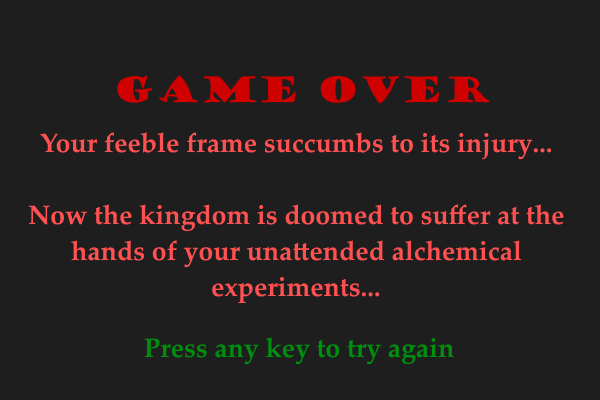 GAME OVER
Your feeble frame succumbs to its injury...
Now the kingdom is doomed to suffer at the
hands of your unattended alchemical
experiments...
Press any key to try again